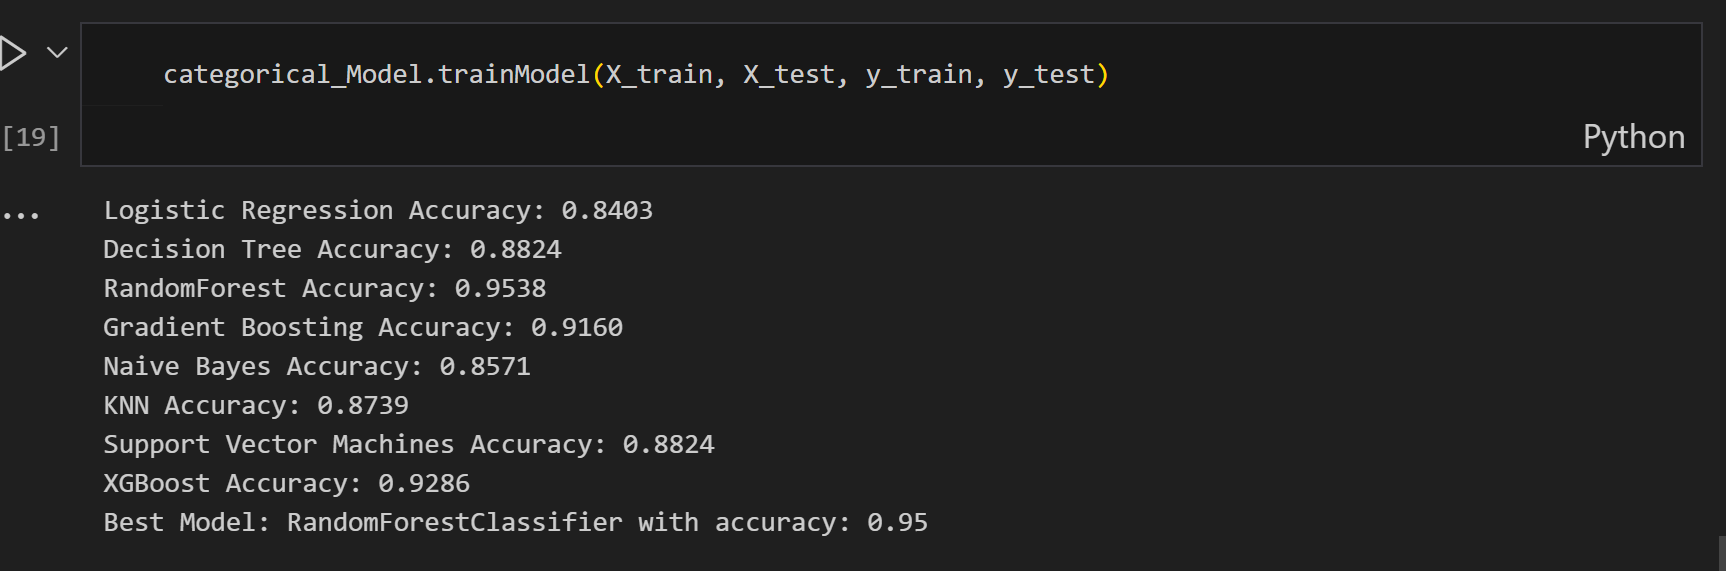 categorical_Model.trainModel(X_train, X_test, y_train, y_test)
[19]
Python
...
Logistic Regression Accuracy: 0.8403
Decision Tree Accuracy: 0.8824
RandomForest Accuracy: 0.9538
Gradient Boosting Accuracy: 0.9160
Naive Bayes Accuracy: 0.8571
KNN Accuracy: 0.8739
Support Vector Machines Accuracy: 0.8824
XGBoost Accuracy: 0.9286
Best Model: RandomForestClassifier with accuracy: 0.95